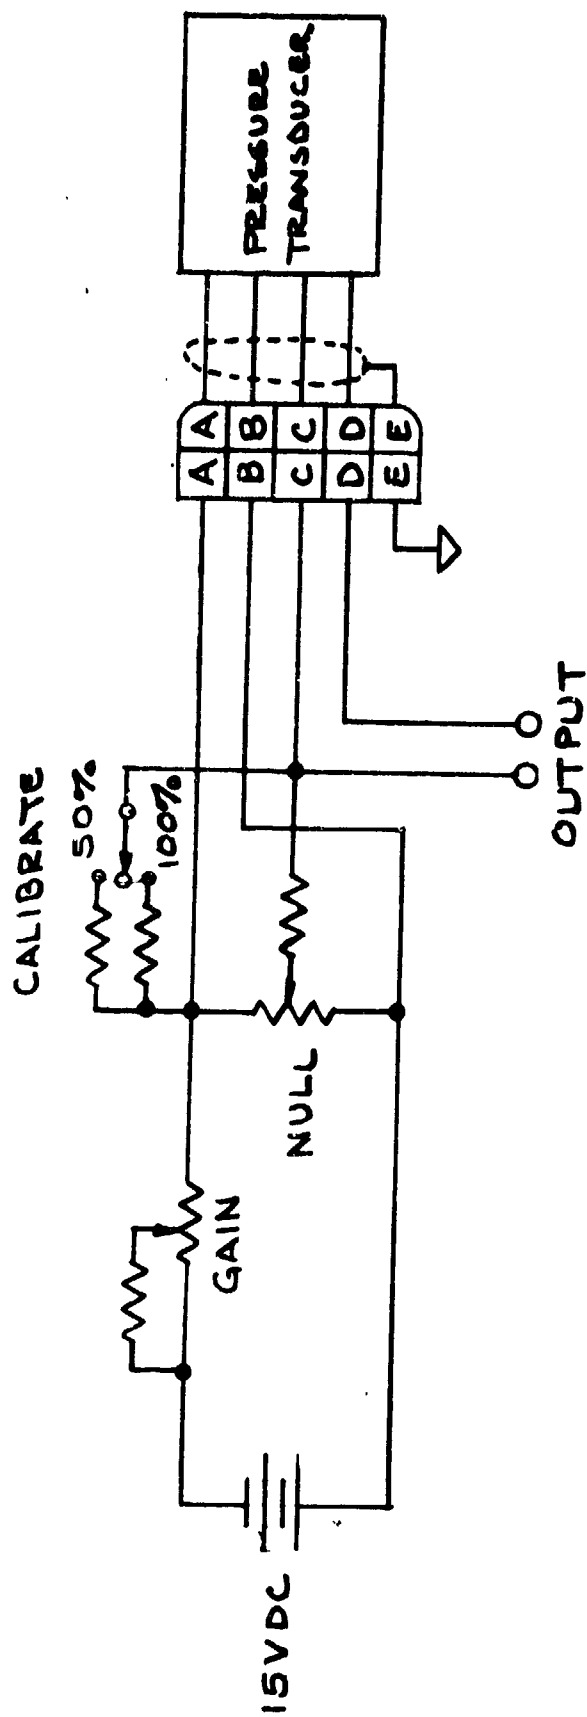 CALIBRATE
50%
100%
15VDC
GAIN
NULL
OUTPUT
A A
B B
C C
D D
E E
PRESSURE
TRANSDUCER